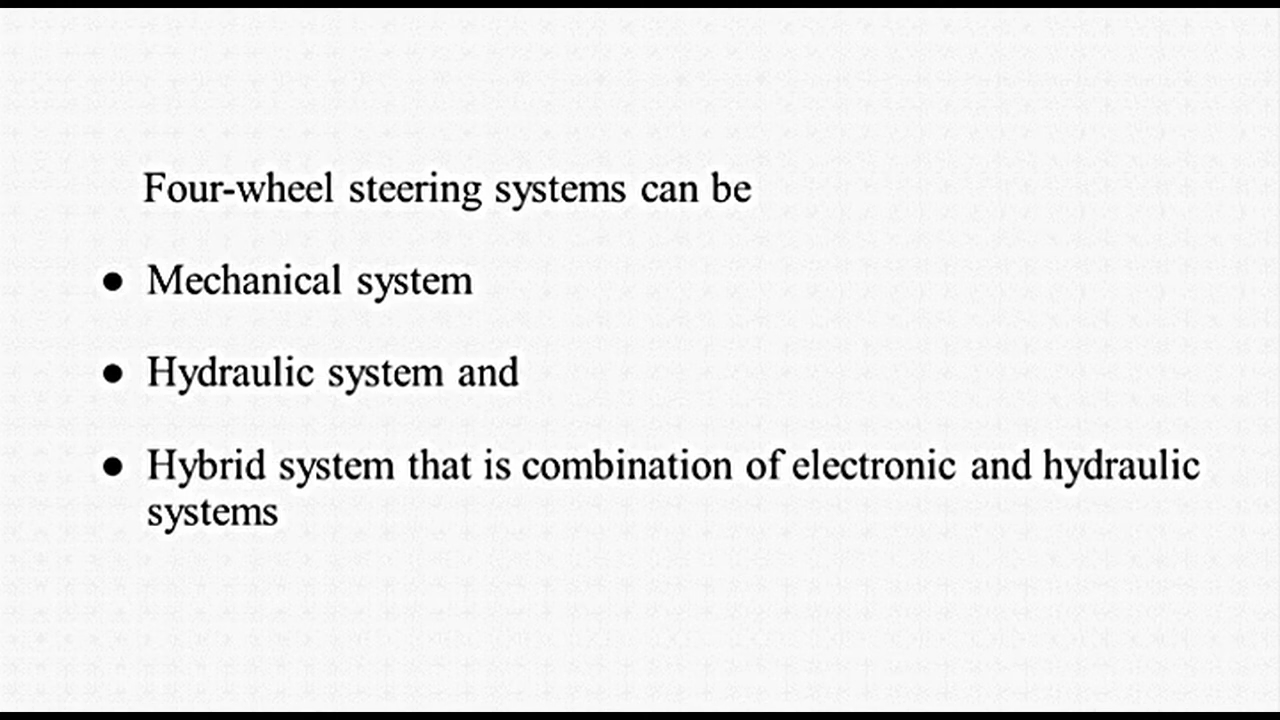 Four-wheel steering systems can be
● Mechanical system
● Hydraulic system and
● Hybrid system that is combination of electronic and hydraulic
systems